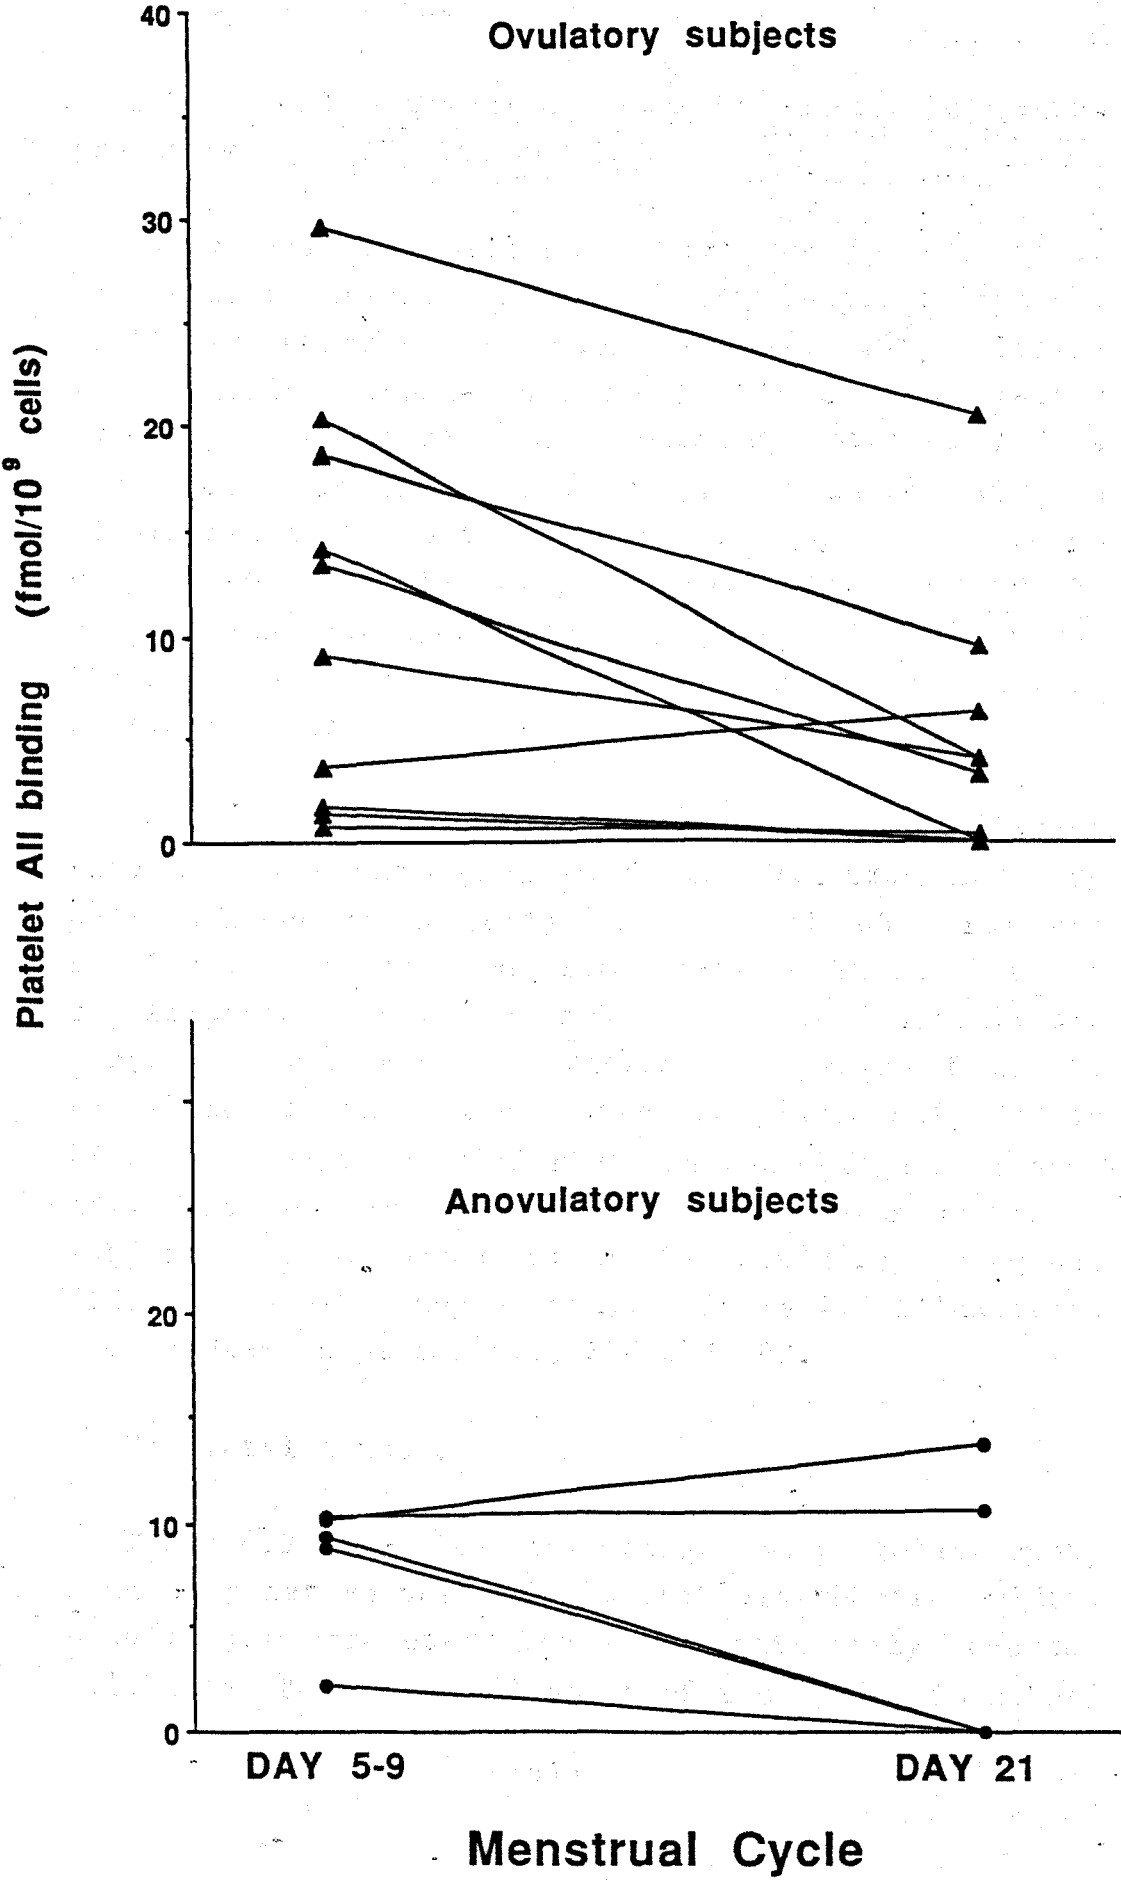 Ovulatory subjects
40
30
20
10
0
Platelet AII binding (fmol/10⁹ cells)
Anovulatory subjects
20
10
0
DAY 5-9 DAY 21
Menstrual Cycle